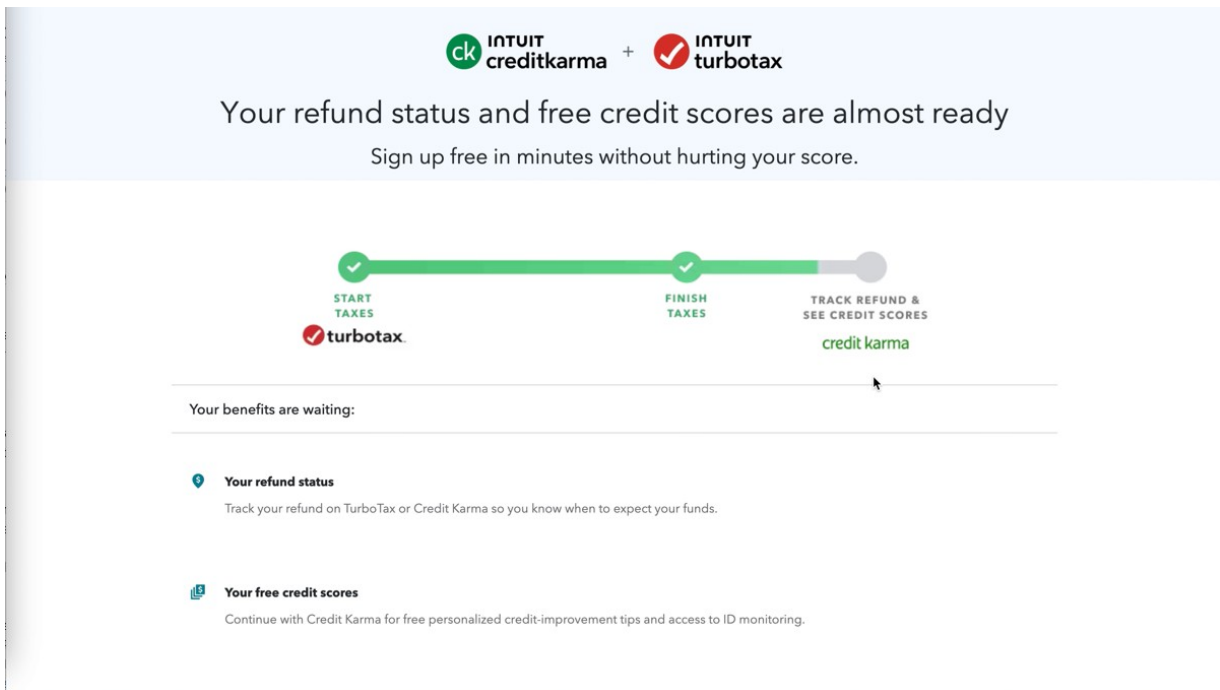 ck INTUIT creditkarma + INTUIT turbotax
Your refund status and free credit scores are almost ready
Sign up free in minutes without hurting your score.
START TAXES
turbotax.
FINISH TAXES
TRACK REFUND &
SEE CREDIT SCORES
credit karma
Your benefits are waiting:
Your refund status
Track your refund on TurboTax or Credit Karma so you know when to expect your funds.
Your free credit scores
Continue with Credit Karma for free personalized credit-improvement tips and access to ID monitoring.